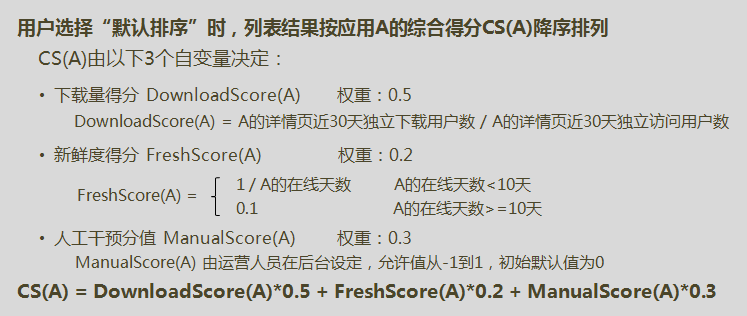 用户选择“默认排序”时，列表结果按应用A的综合得分CS(A)降序排列
CS(A)由以下3个自变量决定：
• 下载量得分 DownloadScore(A) 权重：0.5
DownloadScore(A) = A的详情页近30天独立下载用户数 / A的详情页近30天独立访问用户数
• 新鲜度得分 FreshScore(A) 权重：0.2
1 / A的在线天数 A的在线天数<10天
FreshScore(A) =
0.1 A的在线天数>=10天
• 人工干预分值 ManualScore(A) 权重：0.3
ManualScore(A) 由运营人员在后台设定，允许值从-1到1，初始默认值为0
CS(A) = DownloadScore(A)*0.5 + FreshScore(A)*0.2 + ManualScore(A)*0.3